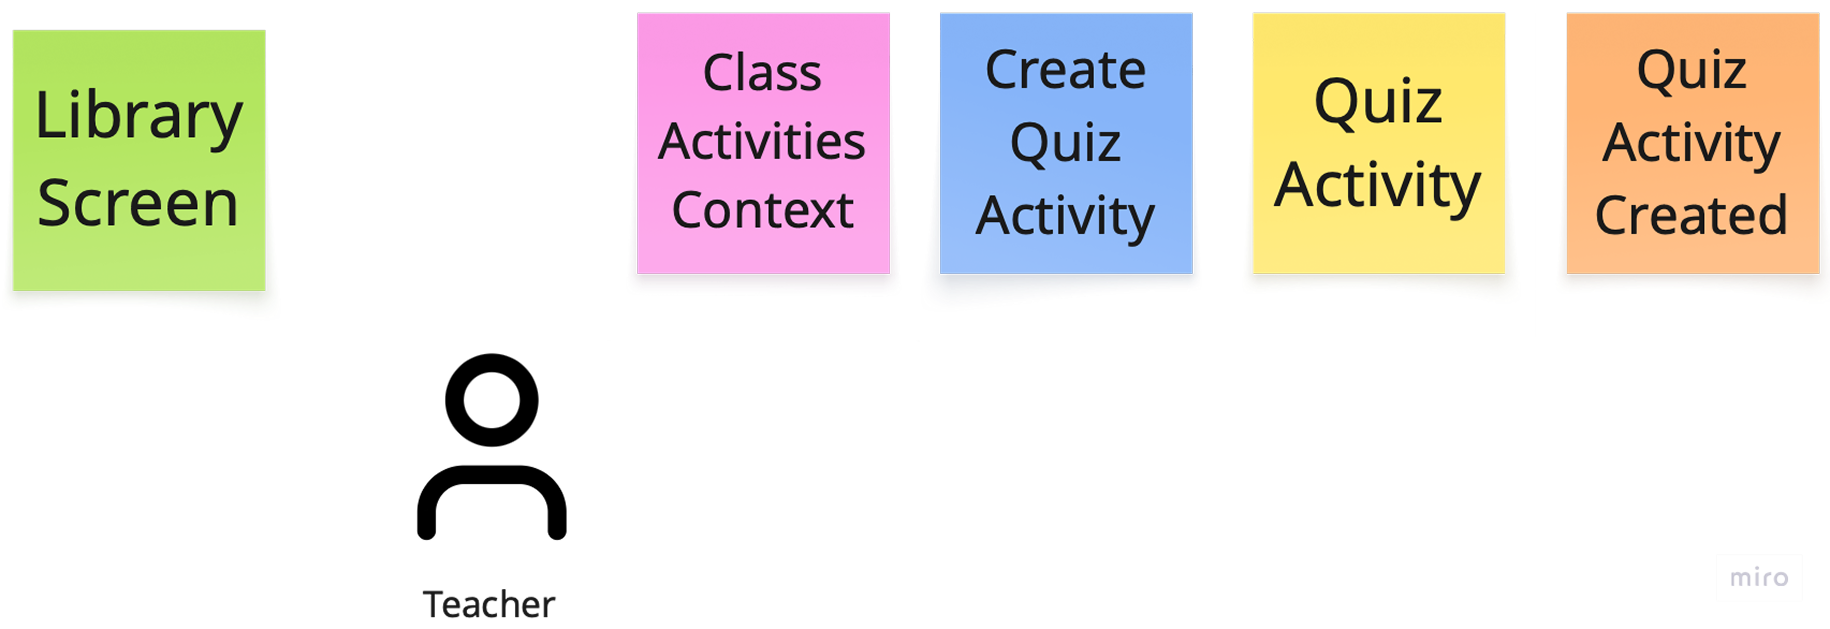 Library
Screen
Class
Activities
Context
Create
Quiz
Activity
Quiz
Activity
Quiz
Activity
Created
Teacher
miro